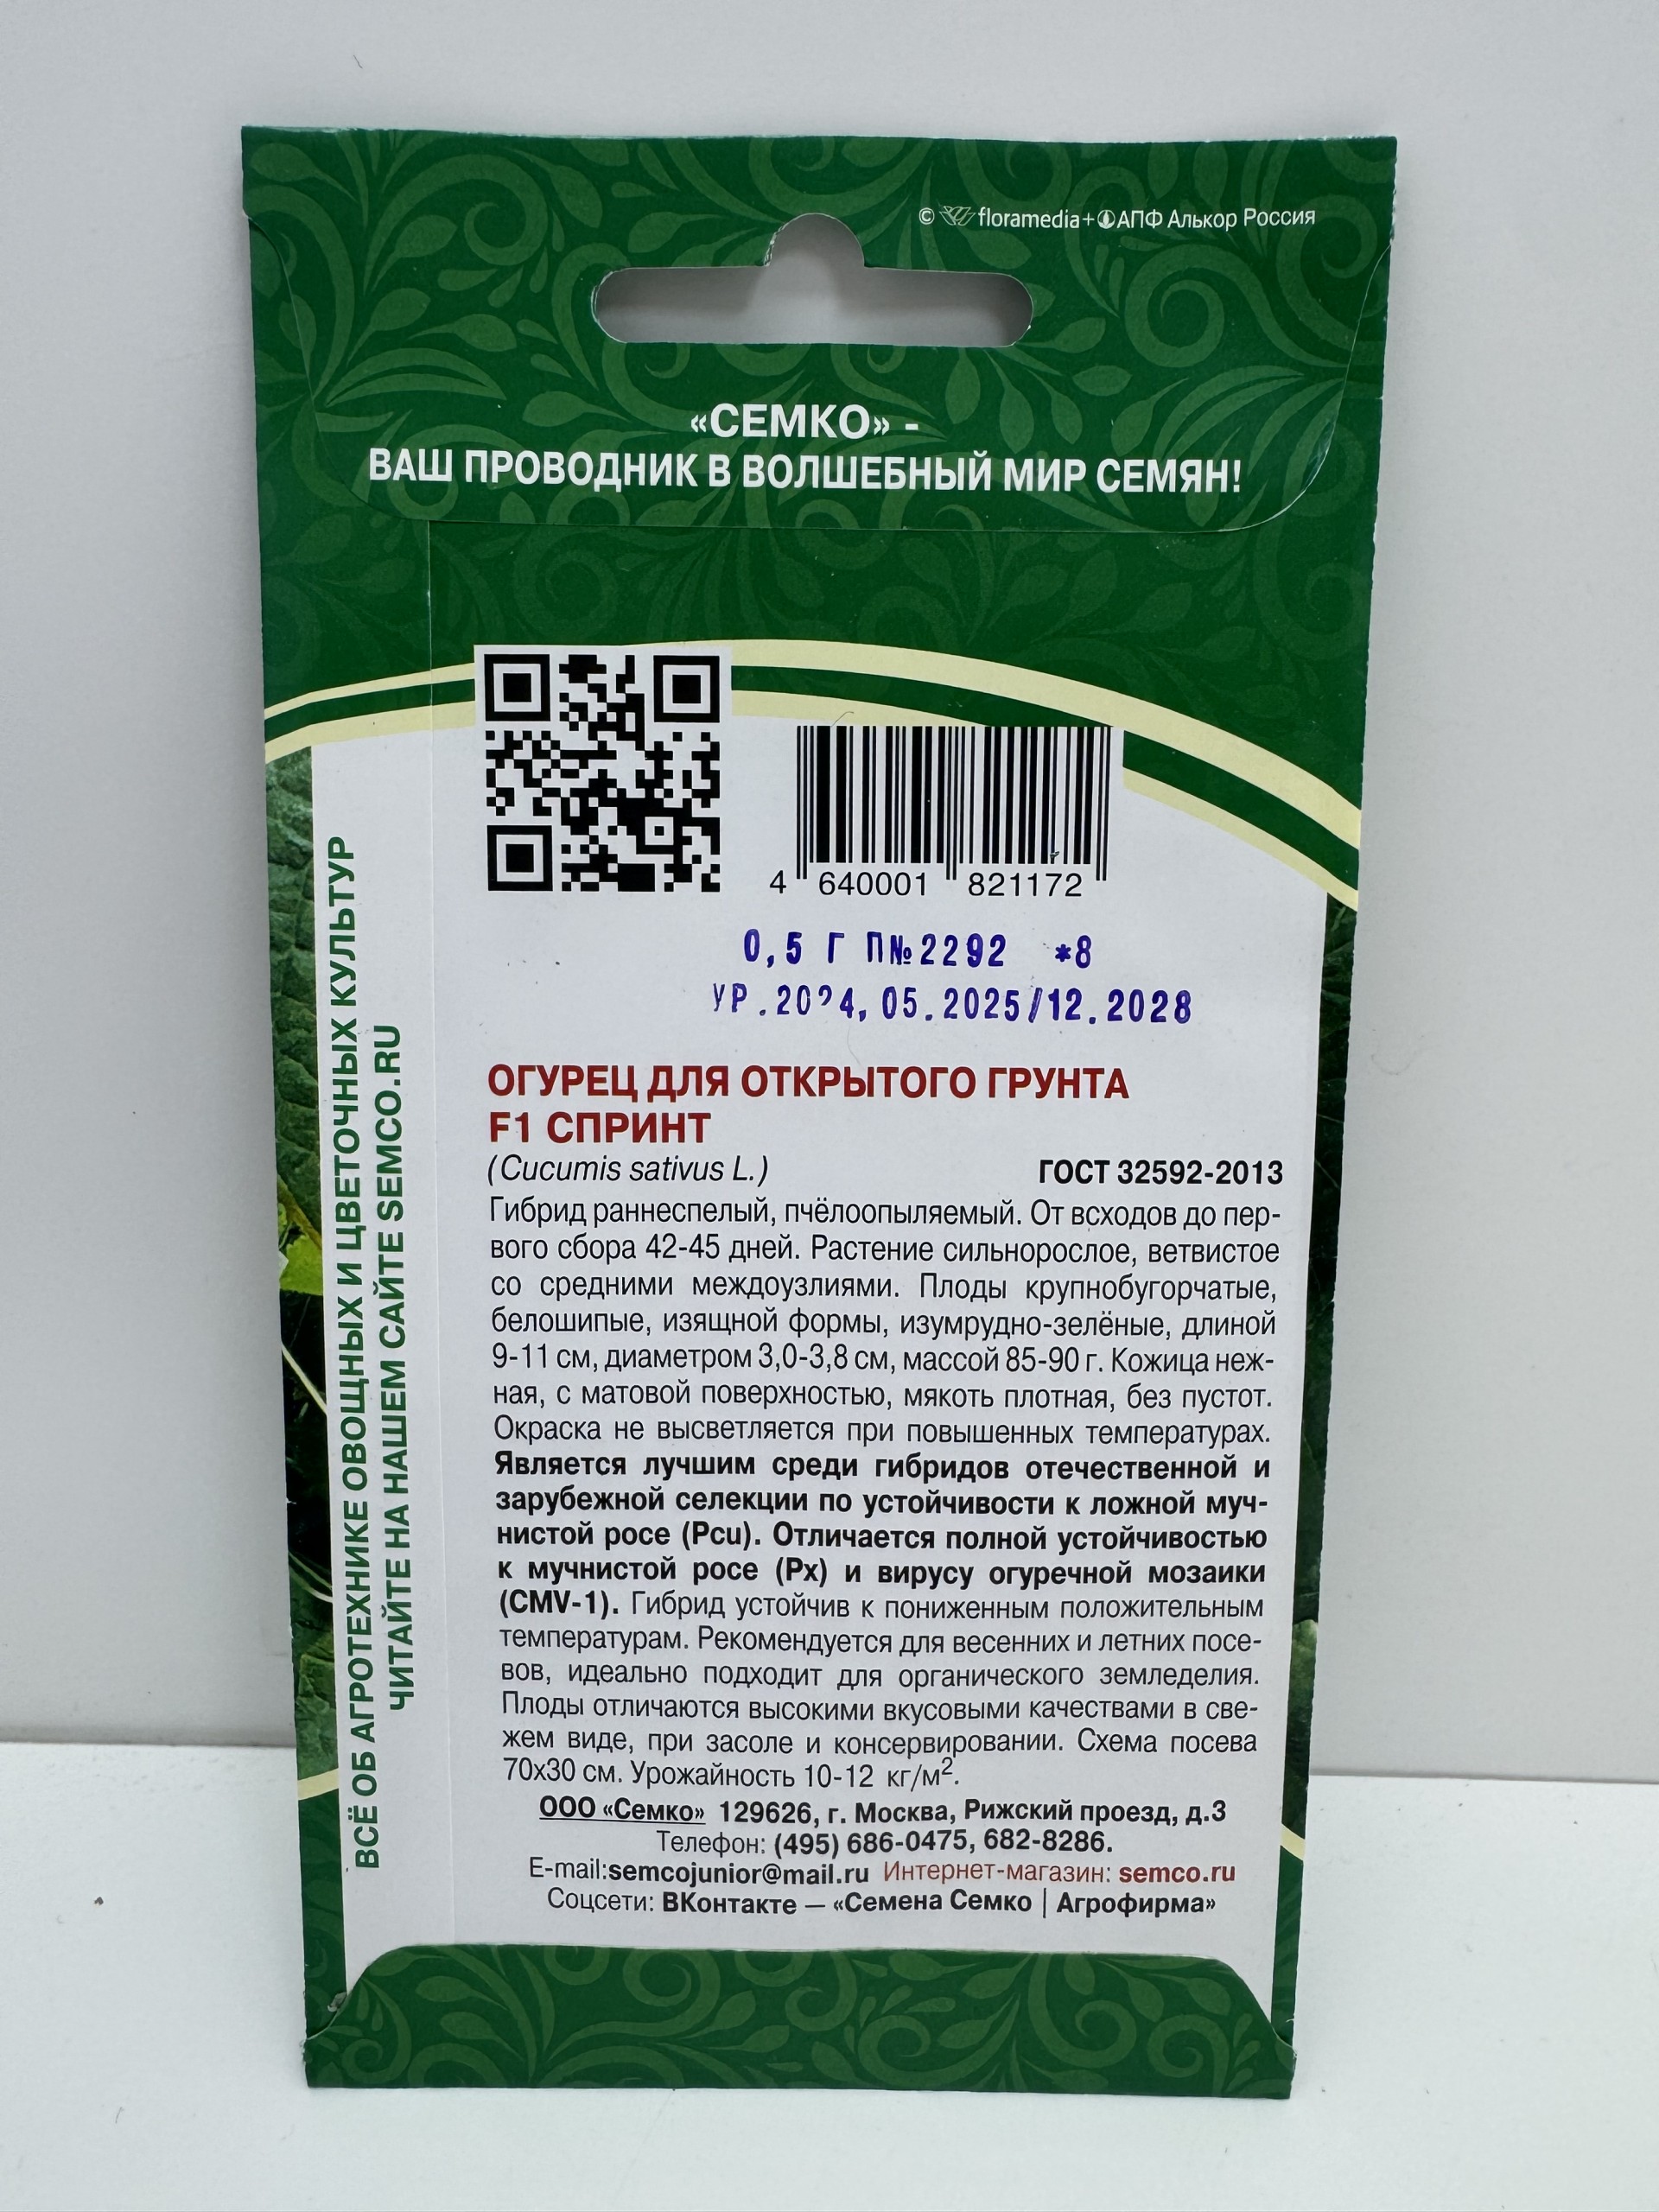 © floramedia+АПФ Алькор Россия
«СЕМКО» -
ВАШ ПРОВОДНИК В ВОЛШЕБНЫЙ МИР СЕМЯН!
4 640001 821172
0,5 Г П№2292 *8
УР.2024,05.2025/12.2028
ОГУРЕЦ ДЛЯ ОТКРЫТОГО ГРУНТА
F1 СПРИНТ
(Cucumis sativus L.) ГОСТ 32592-2013
Гибрид раннеспелый, пчёлоопыляемый. От всходов до пер-
вого сбора 42-45 дней. Растение сильнорослое, ветвистое
со средними междоузлиями. Плоды крупнобугорчатые,
белошипые, изящной формы, изумрудно-зелёные, длиной
9-11 см, диаметром 3,0-3,8 см, массой 85-90 г. Кожица неж-
ная, с матовой поверхностью, мякоть плотная, без пустот.
Окраска не высветляется при повышенных температурах.
Является лучшим среди гибридов отечественной и
зарубежной селекции по устойчивости к ложной муч-
нистой росе (Pcu). Отличается полной устойчивостью
к мучнистой росе (Px) и вирусу огуречной мозаики
(CMV-1). Гибрид устойчив к пониженным положительным
температурам. Рекомендуется для весенних и летних посе-
вов, идеально подходит для органического земледелия.
Плоды отличаются высокими вкусовыми качествами в све-
жем виде, при засоле и консервировании. Схема посева
70x30 см. Урожайность 10-12 кг/м².
ООО «Семко» 129626, г. Москва, Рижский проезд, д.3
Телефон: (495) 686-0475, 682-8286.
E-mail:semcojunior@mail.ru Интернет-магазин: semco.ru
Соцсети: ВКонтакте — «Семена Семко | Агрофирма»
ВСЁ ОБ АГРОТЕХНИКЕ ОВОЩНЫХ И ЦВЕТОЧНЫХ КУЛЬТУР
ЧИТАЙТЕ НА НАШЕМ САЙТЕ SEMCO.RU